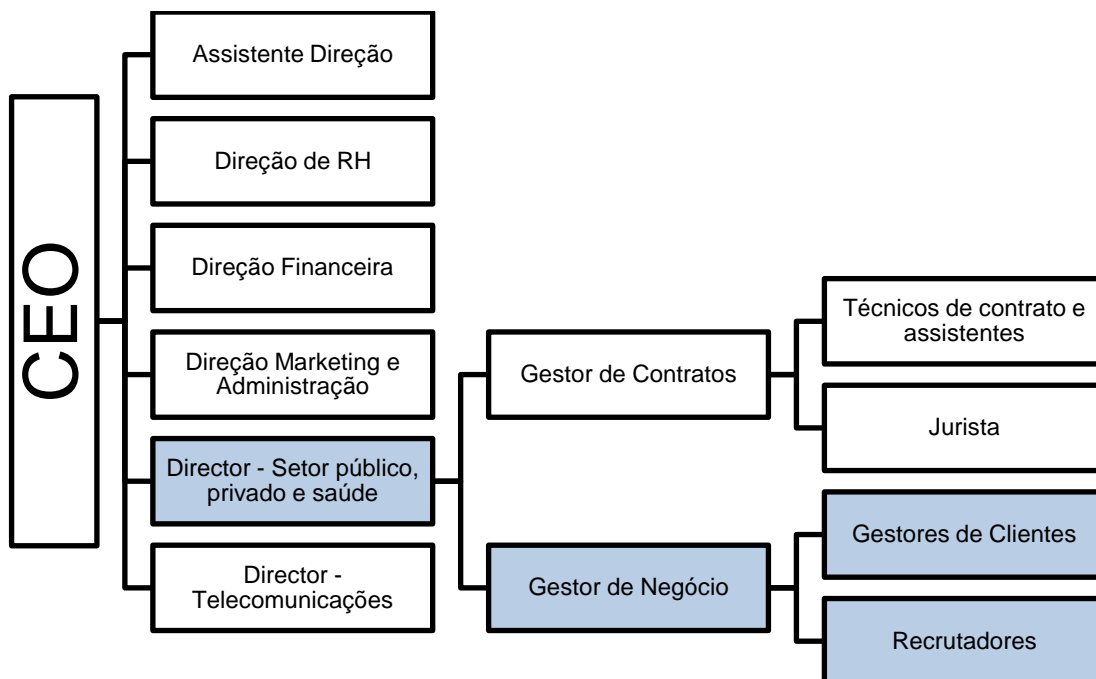 CEO
Assistente Direção
Direção de RH
Direção Financeira
Direção Marketing e
Administração
Director - Setor público,
privado e saúde
Director -
Telecomunicações
Gestor de Contratos
Gestor de Negócio
Técnicos de contrato e
assistentes
Jurista
Gestores de Clientes
Recrutadores